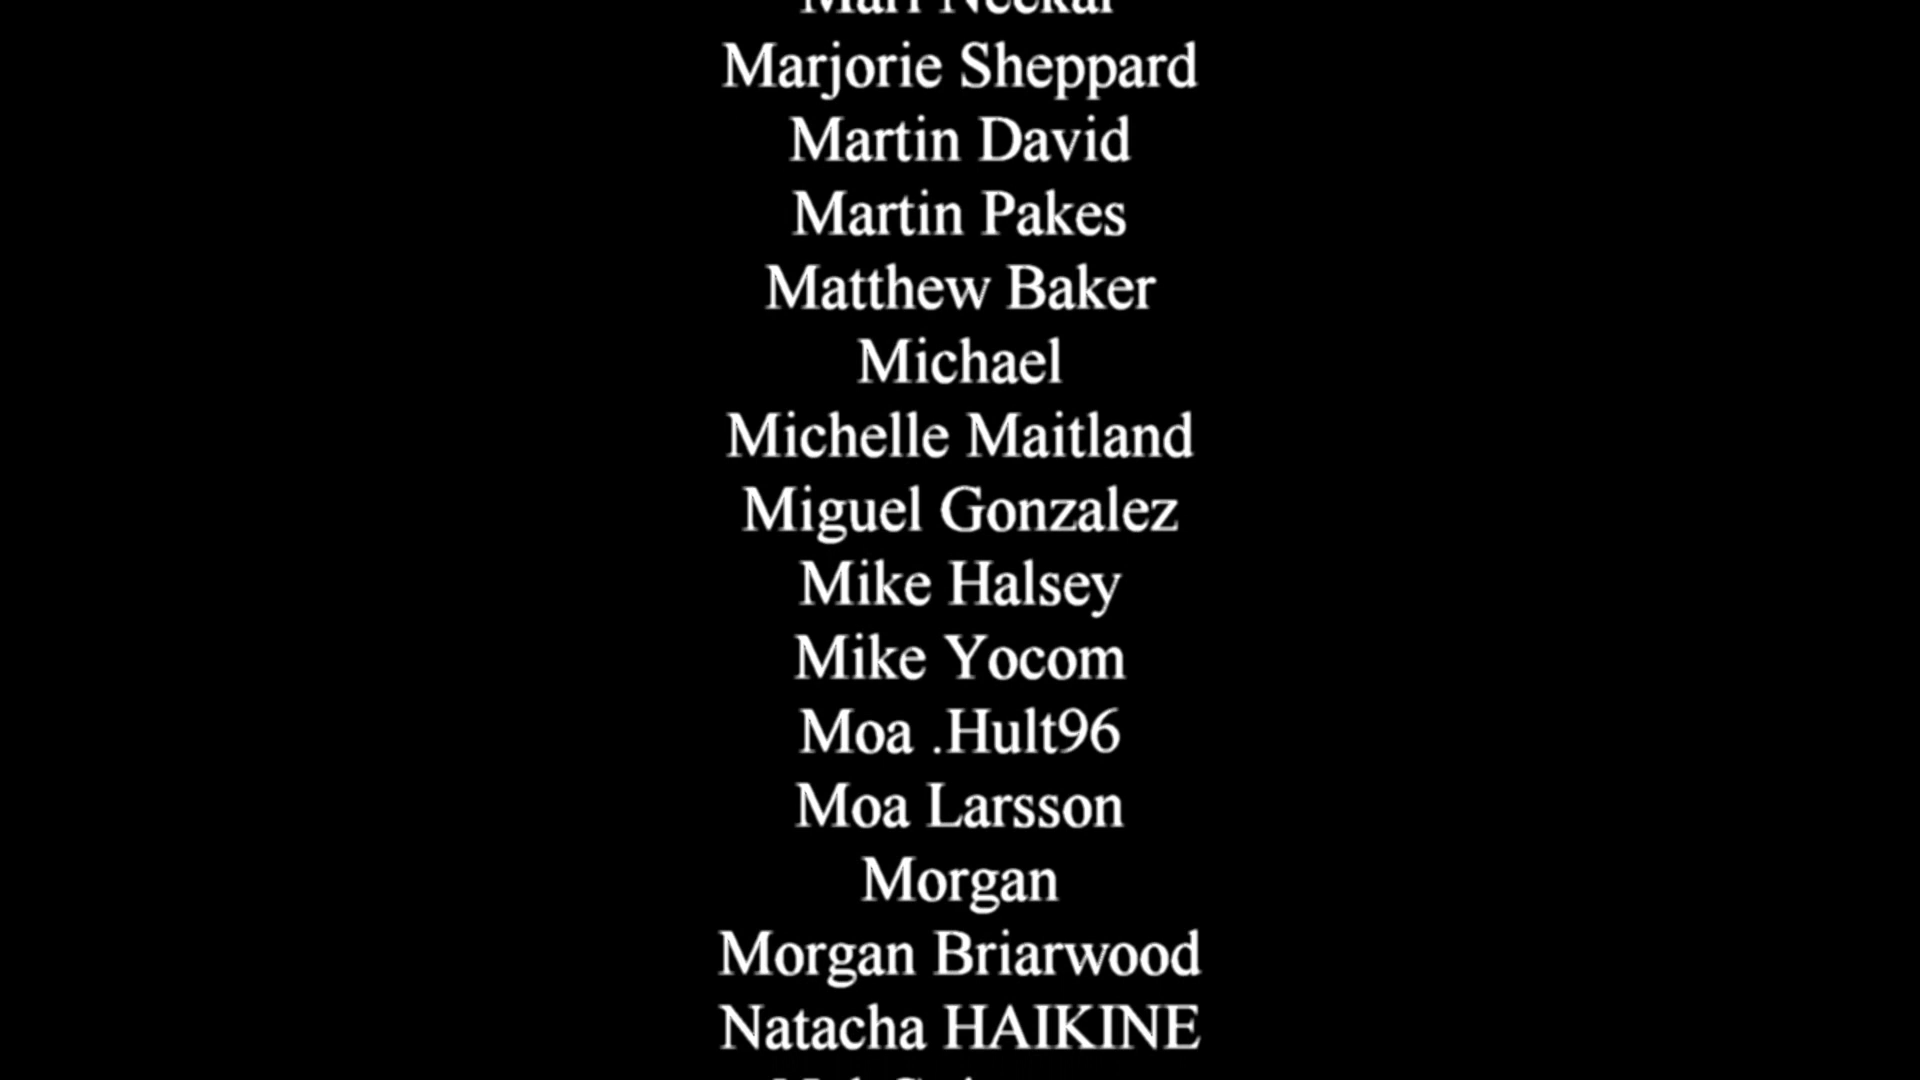 Marjorie Sheppard
Martin David
Martin Pakes
Matthew Baker
Michael
Michelle Maitland
Miguel Gonzalez
Mike Halsey
Mike Yocom
Moa .Hult96
Moa Larsson
Morgan
Morgan Briarwood
Natacha HAIKINE